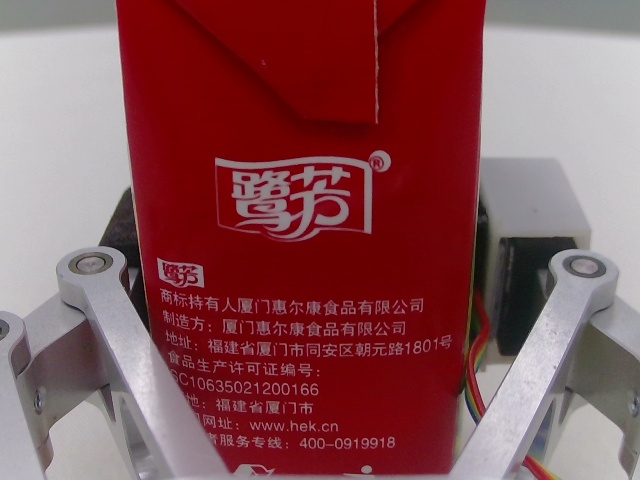 鹭芳®
鹭芳
商标持有人厦门惠尔康食品有限公司
制造方：厦门惠尔康食品有限公司
地址：福建省厦门市同安区朝元路1801号
食品生产许可证编号：
SC10635021200166
地：福建省厦门市
网址：www.hek.cn
服务专线：400-0919918